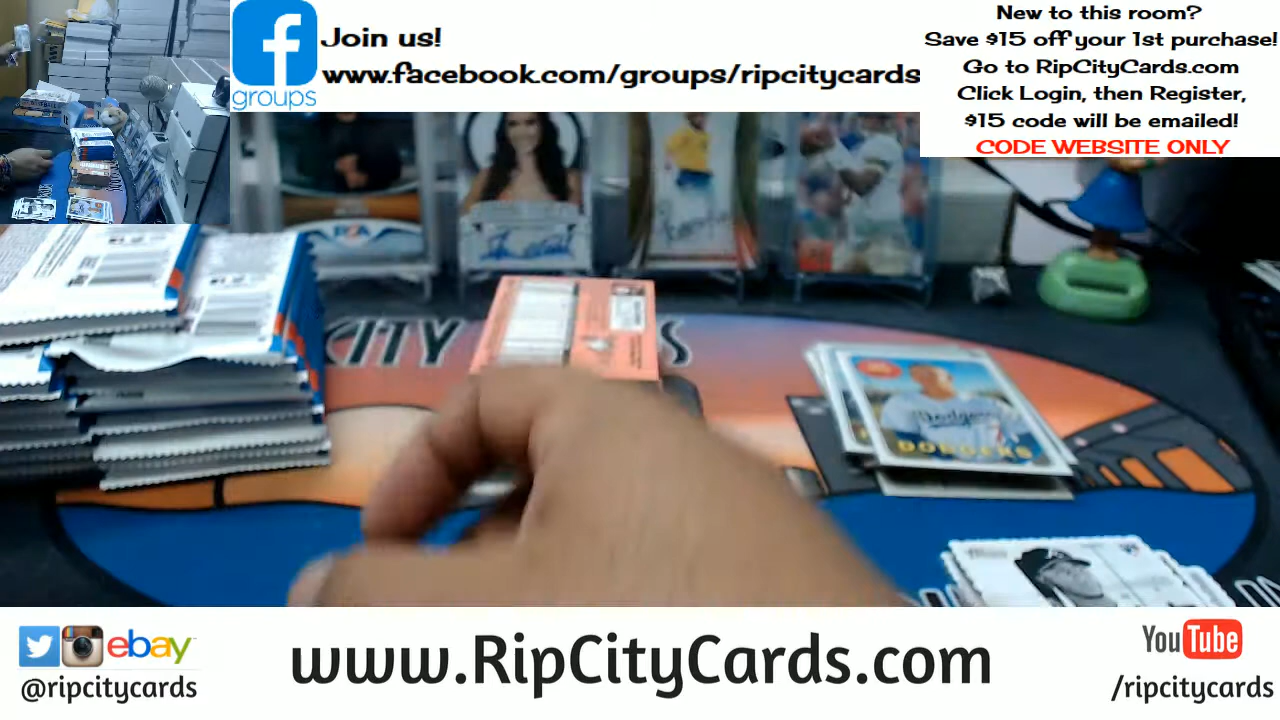 Join us!
www.facebook.com/groups/ripcitycards
groups
New to this room?
Save $15 off your 1st purchase!
Go to RipCityCards.com
Click Login, then Register,
$15 code will be emailed!
CODE WEBSITE ONLY
CITY
Dodgers
DODGERS
ebay
@ripcitycards
www.RipCityCards.com
YouTube
/ripcitycards